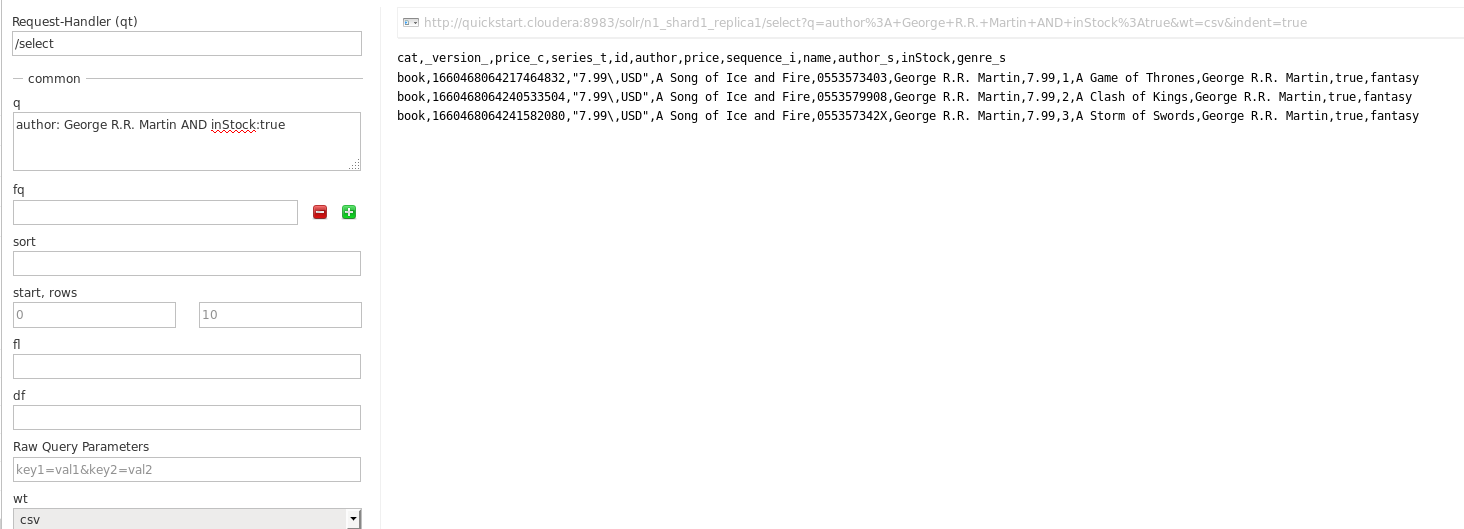 Request-Handler (qt)
/select
common
q
author: George R.R. Martin AND inStock:true
fq
sort
start, rows
0 10
fl
df
Raw Query Parameters
key1=val1&key2=val2
wt
csv
http://quickstart.cloudera:8983/solr/n1_shard1_replica1/select?q=author%3A+George+R.R.+Martin+AND+inStock%3Atrue&wt=csv&indent=true
cat,_version_,price_c,series_t,id,author,price,sequence_i,name,author_s,inStock,genre_s
book,1660468064217464832,"7.99\,USD",A Song of Ice and Fire,0553573403,George R.R. Martin,7.99,1,A Game of Thrones,George R.R. Martin,true,fantasy
book,1660468064240533504,"7.99\,USD",A Song of Ice and Fire,0553579908,George R.R. Martin,7.99,2,A Clash of Kings,George R.R. Martin,true,fantasy
book,1660468064241582080,"7.99\,USD",A Song of Ice and Fire,055357342X,George R.R. Martin,7.99,3,A Storm of Swords,George R.R. Martin,true,fantasy